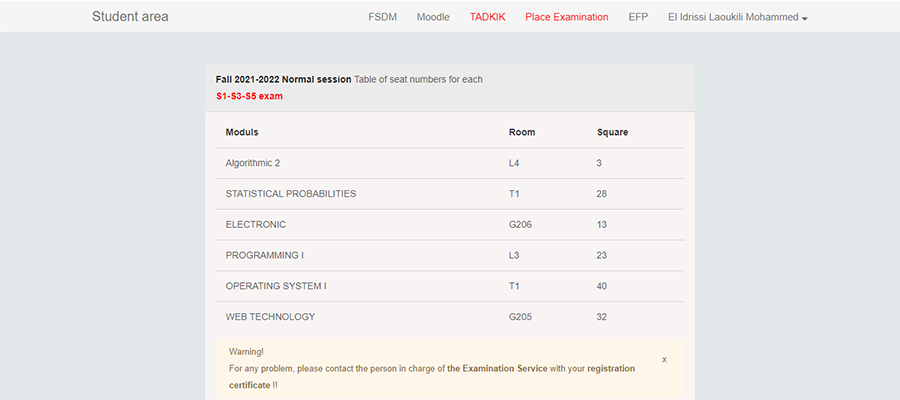 Student area FSDM Moodle TADKIK Place Examination EFP El Idrissi Laoukili Mohammed
Fall 2021-2022 Normal session Table of seat numbers for each
S1-S3-S5 exam
Moduls Room Square
Algorithmic 2 L4 3
STATISTICAL PROBABILITIES T1 28
ELECTRONIC G206 13
PROGRAMMING I L3 23
OPERATING SYSTEM I T1 40
WEB TECHNOLOGY G205 32
Warning!
x
For any problem, please contact the person in charge of the Examination Service with your registration
certificate !!